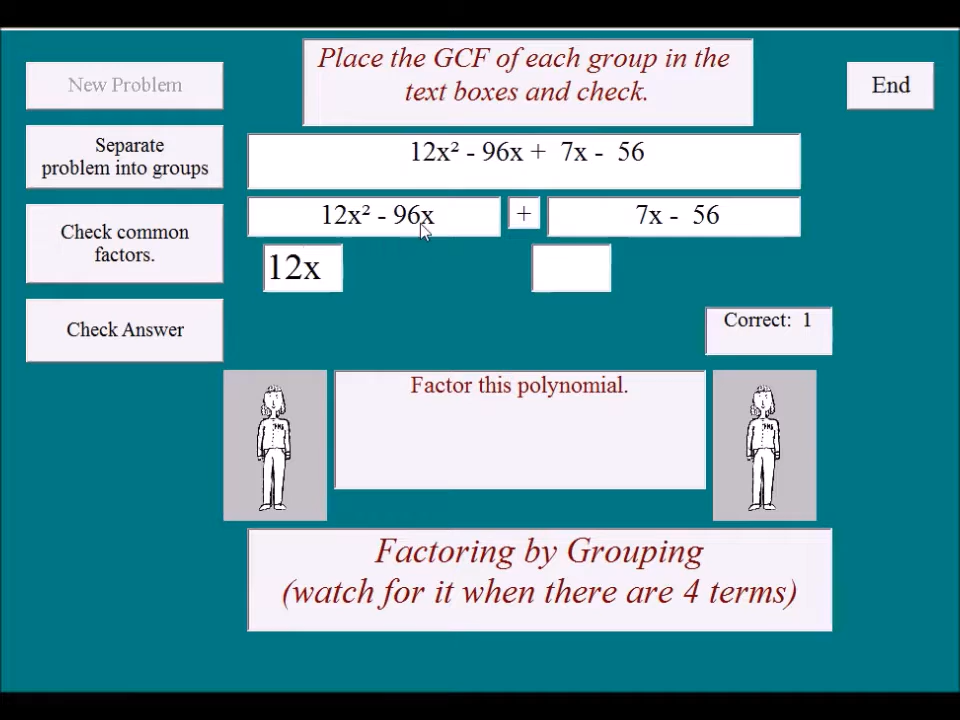 Place the GCF of each group in the
text boxes and check.
New Problem
End
Separate
problem into groups
12x² - 96x + 7x - 56
12x² - 96x
+
7x - 56
Check common
factors.
12x
Check Answer
Correct: 1
Factor this polynomial.
Factoring by Grouping
(watch for it when there are 4 terms)